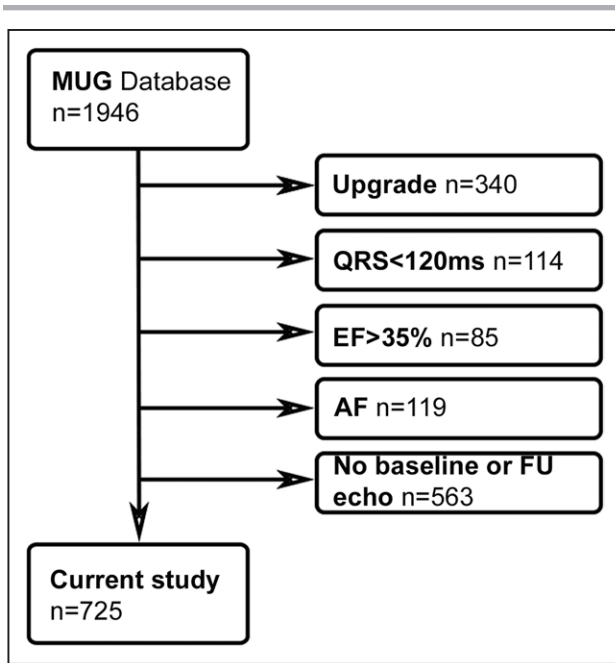 MUG Database
n=1946
Upgrade n=340
QRS<120ms n=114
EF>35% n=85
AF n=119
No baseline or FU
echo n=563
Current study
n=725